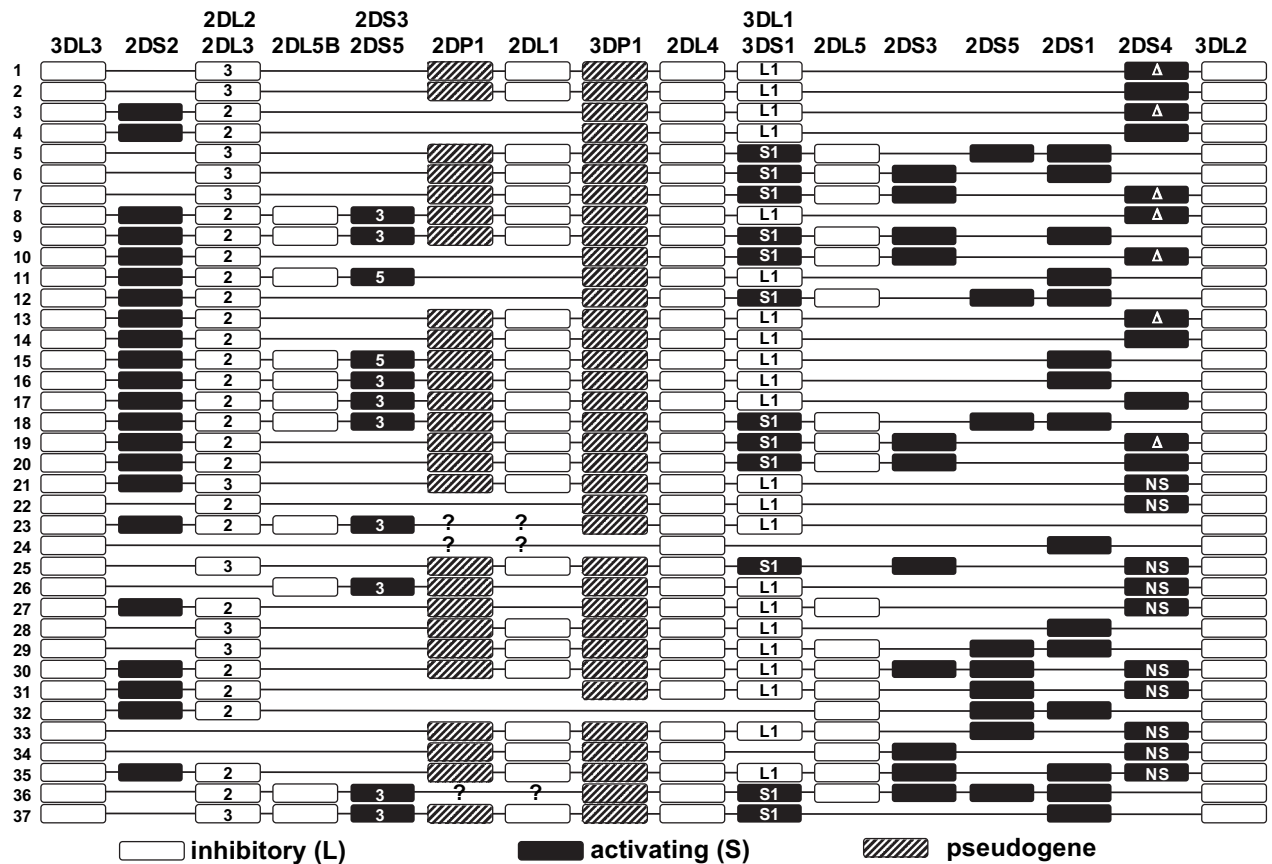 2DL2 2DS3 3DL1
3DL3 2DS2 2DL3 2DL5B 2DS5 2DP1 2DL1 3DP1 2DL4 3DS1 2DL5 2DS3 2DS5 2DS1 2DS4 3DL2
1 3 L1 Δ
2 3 L1
3 2 L1 Δ
4 2 L1
5 3 S1
6 3 S1
7 3 S1 Δ
8 2 3 L1 Δ
9 2 3 S1
10 2 S1 Δ
11 2 5 L1
12 2 S1
13 2 L1 Δ
14 2 L1
15 2 5 L1
16 2 3 L1
17 2 3 L1
18 2 3 S1
19 2 S1 Δ
20 2 S1
21 3 L1 NS
22 2 L1 NS
23 2 3 ? ? L1
24 ? ?
25 3 S1 NS
26 3 L1 NS
27 2 L1 NS
28 3 L1
29 3 L1
30 2 L1 NS
31 2 L1 NS
32 2
33 L1 NS
34 NS
35 2 L1 NS
36 2 3 ? ? S1
37 3 3 S1
inhibitory (L) activating (S) pseudogene